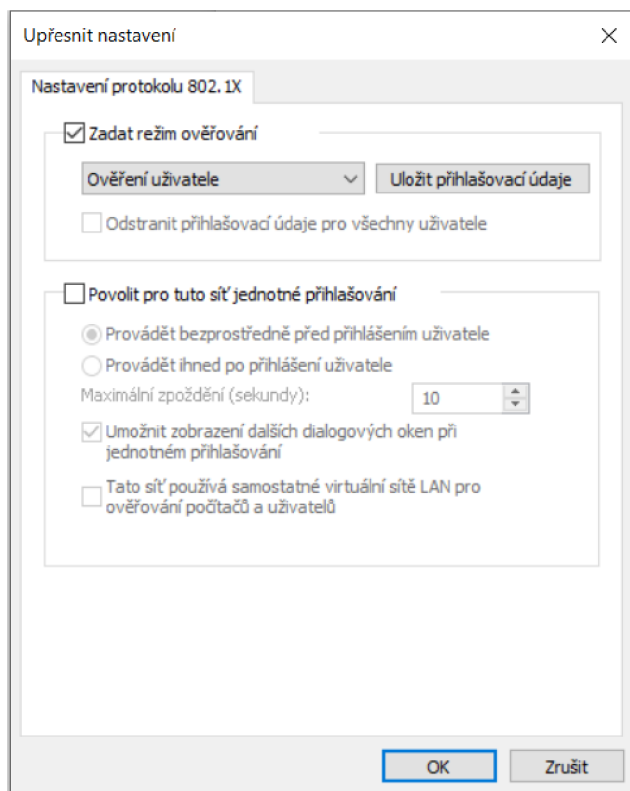 Upřesnit nastavení
Nastavení protokolu 802.1X
Zadat režim ověřování
Ověření uživatele
Uložit přihlašovací údaje
Odstranit přihlašovací údaje pro všechny uživatele
Povolit pro tuto síť jednotné přihlašování
Provádět bezprostředně před přihlášením uživatele
Provádět ihned po přihlášení uživatele
Maximální zpoždění (sekundy):
10
Umožnit zobrazení dalších dialogových oken při
jednotném přihlašování
Tato síť používá samostatné virtuální sítě LAN pro
ověřování počítačů a uživatelů
OK
Zrušit